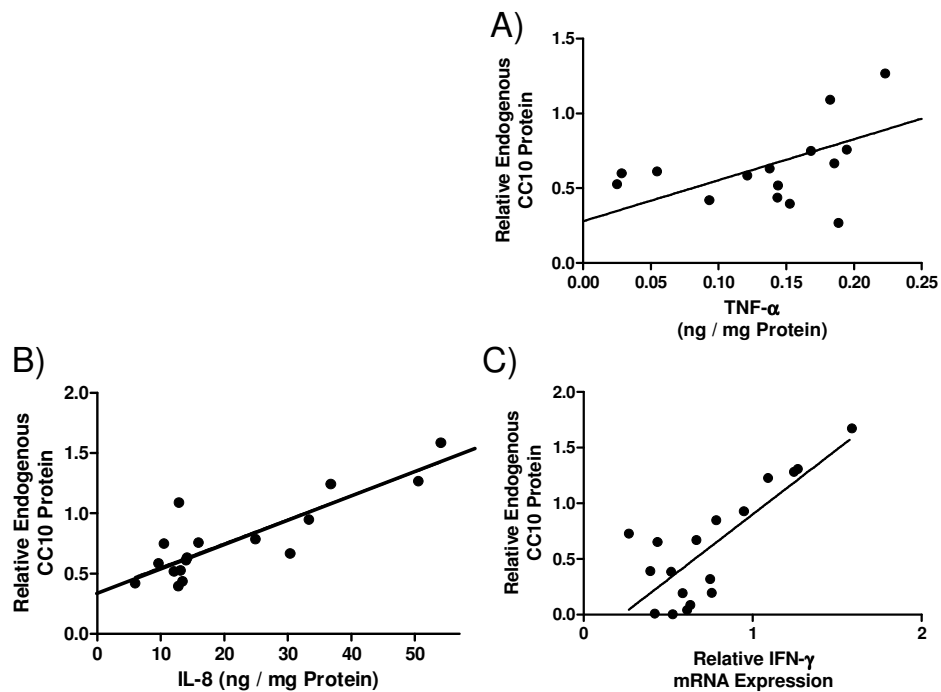 A)
1.5
1.0
0.5
0.0
Relative Endogenous
CC10 Protein
0.00 0.05 0.10 0.15 0.20 0.25
TNF-α
(ng / mg Protein)
B)
2.0
1.5
1.0
0.5
0.0
Relative Endogenous
CC10 Protein
0 10 20 30 40 50
IL-8 (ng / mg Protein)
C)
2.0
1.5
1.0
0.5
0.0
Relative Endogenous
CC10 Protein
0 1 2
Relative IFN-γ
mRNA Expression